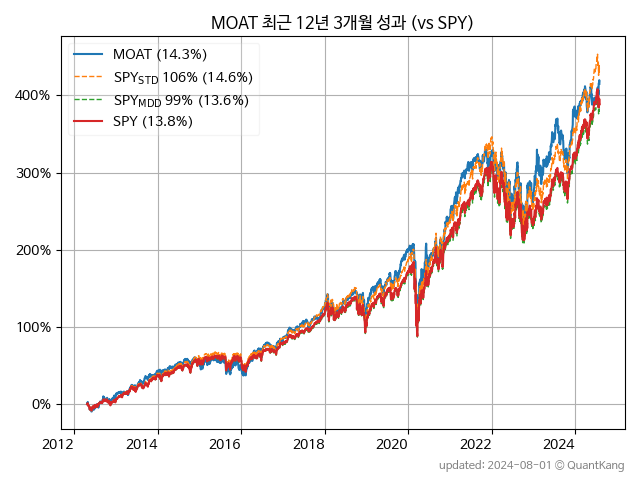 MOAT 최근 12년 3개월 성과 (vs SPY)
MOAT (14.3%)
SPY_STD 106% (14.6%)
SPY_MDD 99% (13.6%)
SPY (13.8%)
400%
300%
200%
100%
0%
2012 2014 2016 2018 2020 2022 2024
updated: 2024-08-01 © QuantKang